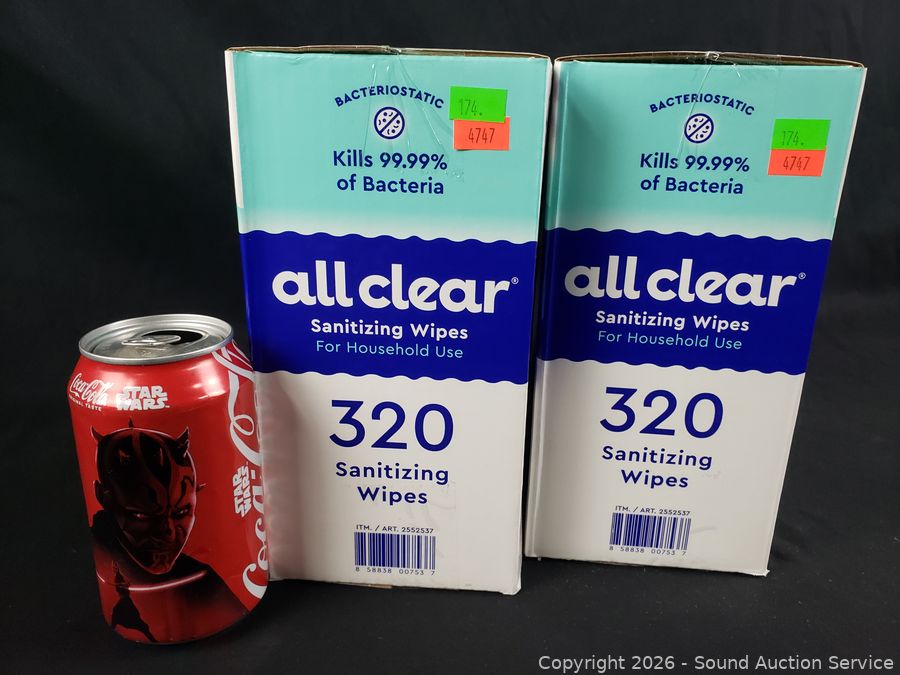 BACTERIOSTATIC
174.
4747
Kills 99.99%
of Bacteria
all clear®
Sanitizing Wipes
For Household Use
320
Sanitizing
Wipes
ITM. / ART. 2552537
8 58838 00753 7
BACTERIOSTATIC
174.
4747
Kills 99.99%
of Bacteria
all clear®
Sanitizing Wipes
For Household Use
320
Sanitizing
Wipes
ITM. / ART. 2552537
8 58838 00753 7
Coca-Cola
ORIGINAL TASTE
STAR
WARS
STAR
WARS
Coca-
Copyright 2026 - Sound Auction Service